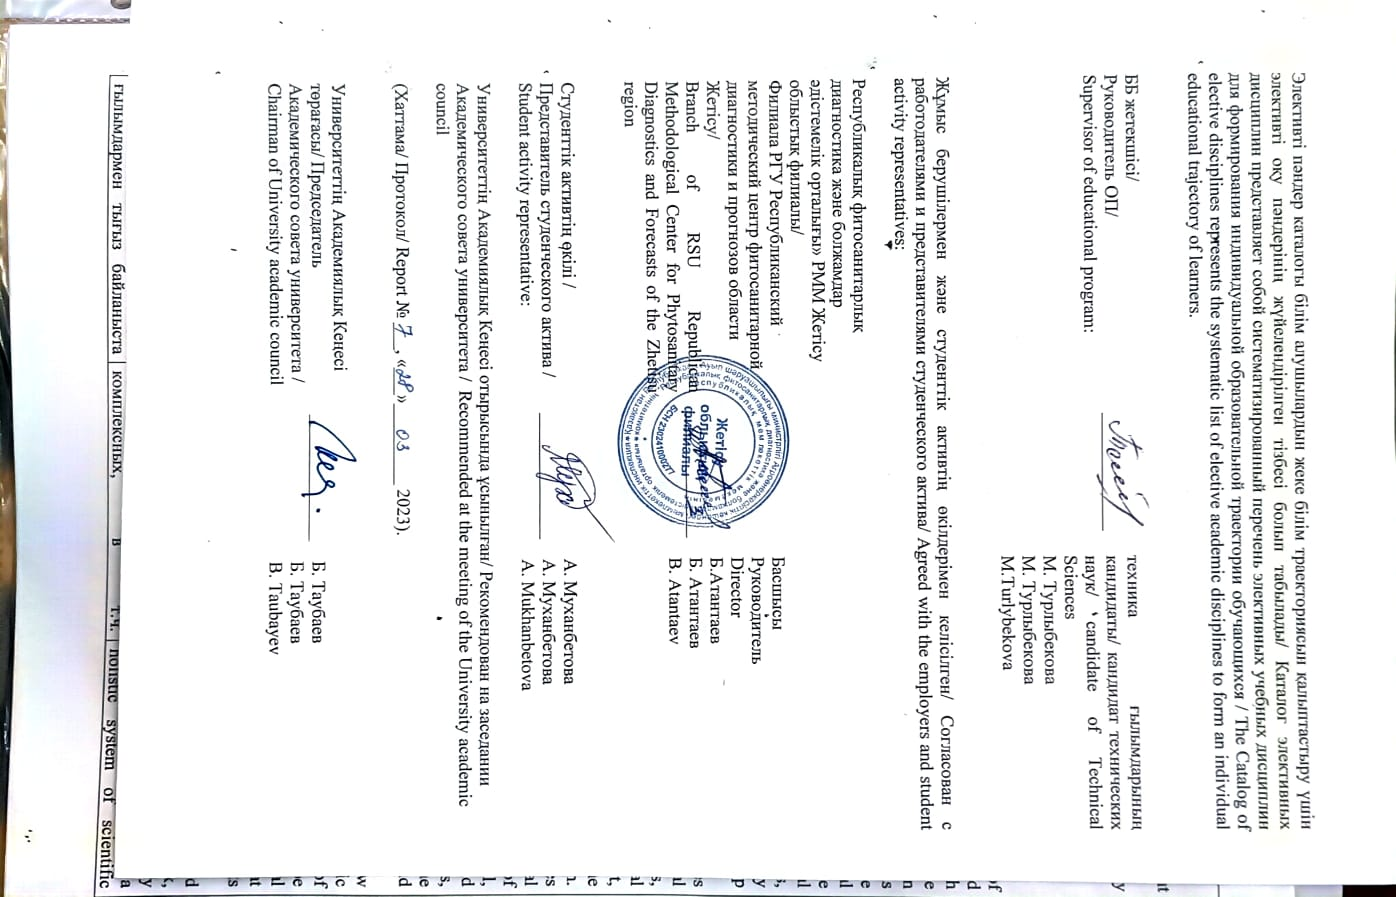 Элективті пәндер каталогы білім алушылардың жеке білім траекториясын қалыптастыру үшін
элективті оқу пәндерінің жүйелендірілген тізбесі болып табылады/ Каталог элективных
дисциплин представляет собой систематизированный перечень элективных учебных дисциплин
для формирования индивидуальной образовательной траектории обучающихся / The Catalog of
elective disciplines represents the systematic list of elective academic disciplines to form an individual
educational trajectory of learners.
ББ жетекшісі/
Руководитель ОП/
Supervisor of educational program:
техника ғылымдарының
кандидаты/ кандидат технических
наук/ candidate of Technical
Sciences
М. Турлыбекова
М. Турлыбекова
M.Turlybekova
Жұмыс берушілермен және студенттік активтің өкілдерімен келісілген/ Согласован с
работодателями и представителями студенческого актива/ Agreed with the employers and student
activity representatives:
Республикалық фитосанитарлық
диагностика және болжамдар
әдістемелік орталығы» РММ Жетісу
облыстық филиалы/
Филиала РГУ Республиканский
методический центр фитосанитарной
диагностики и прогнозов области
Жетісу/
Branch of RSU Republican
Methodological Center for Phytosanitary
Diagnostics and Forecasts of the Zhetisu
region
Басшысы
Руководитель
Director
Б.Атантаев
Б. Атантаев
B. Atantaev
Студенттік активтің өкілі /
Представитель студенческого актива /
Student activity representative:
А. Муханбетова
А. Муханбетова
A. Mukhanbetova
Университеттің Академиялық Кеңесі отырысында ұсынылған/ Рекомендован на заседании
Академического совета университета / Recommended at the meeting of the University academic
council
(Хаттама/ Протокол/ Report № 7, «28» 03 2023).
Университеттің Академиялық Кеңесі
төрағасы/ Председатель
Академического совета университета /
Chairman of University academic council
Б. Таубаев
Б. Таубаев
B. Taubayev
ғылымдармен тығыз байланыста комплексных, в т.ч. holistic system of scientific